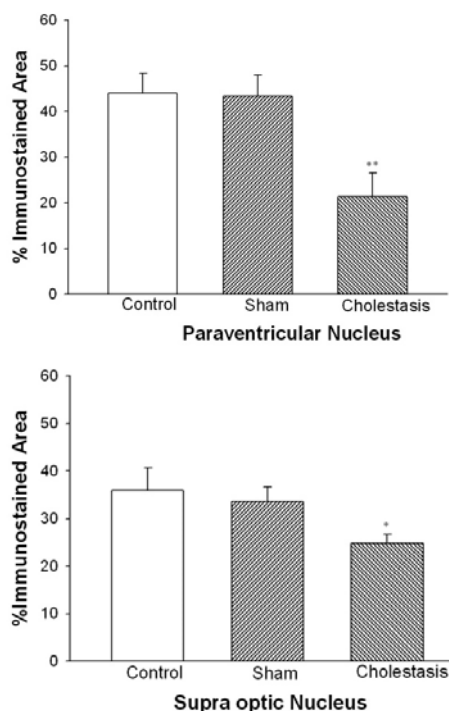 60
50
40
30
20
10
0
% Immunostained Area
**
Control Sham Cholestasis
Paraventricular Nucleus
60
50
40
30
20
10
0
%Immunostained Area
*
Control Sham Cholestasis
Supra optic Nucleus